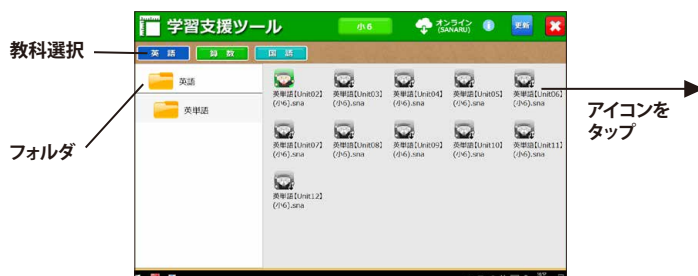 学習支援ツール
小6
オンライン
(SANARU)
更新
教科選択
英 語
算 数
国 語
英語
英単語
フォルダ
英単語【Unit02】
(小6).sna
英単語【Unit03】
(小6).sna
英単語【Unit04】
(小6).sna
英単語【Unit05】
(小6).sna
英単語【Unit06】
(小6).sna
英単語【Unit07】
(小6).sna
英単語【Unit08】
(小6).sna
英単語【Unit09】
(小6).sna
英単語【Unit10】
(小6).sna
英単語【Unit11】
(小6).sna
英単語【Unit12】
(小6).sna
アイコンを
タップ